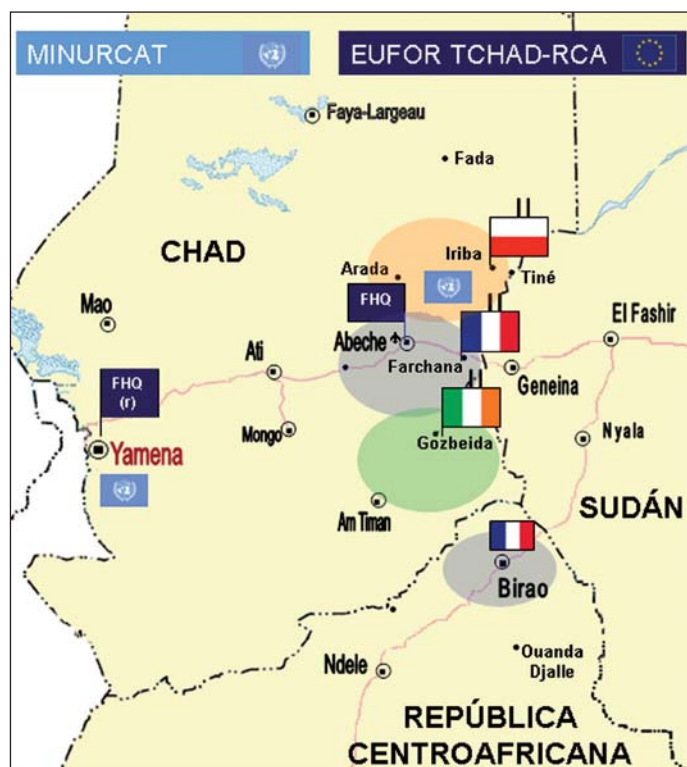 MINURCAT
EUFOR TCHAD-RCA
Faya-Largeau
Fada
CHAD
Iriba
Arada
Tiné
FHQ
Mao
El Fashir
Abeche
Ati
Farchana
Geneina
FHQ
(r)
Mongo
Gozbeida
Nyala
Yamena
SUDÁN
Am Timan
Birao
Ndele
Ouanda
Djalle
REPÚBLICA
CENTROAFRICANA